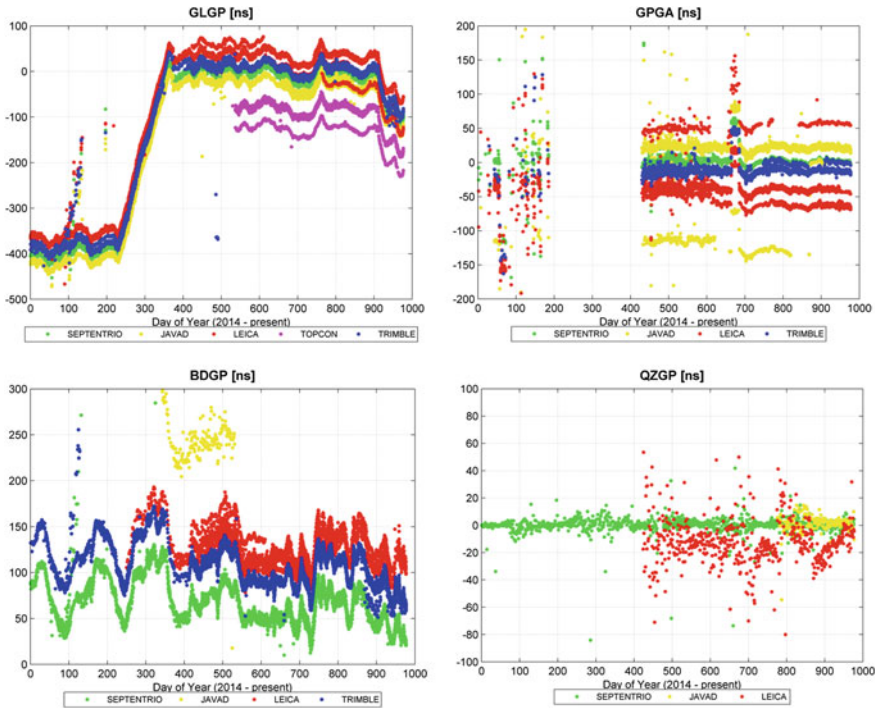 GLGP [ns]
100
0
-100
-200
-300
-400
-500
0 100 200 300 400 500 600 700 800 900 1000
Day of Year (2014 - present)
SEPTENTRIO JAVAD LEICA TOPCON TRIMBLE
GPGA [ns]
200
150
100
50
0
-50
-100
-150
-200
0 100 200 300 400 500 600 700 800 900 1000
Day of Year (2014 - present)
SEPTENTRIO JAVAD LEICA TRIMBLE
BDGP [ns]
300
250
200
150
100
50
0
0 100 200 300 400 500 600 700 800 900 1000
Day of Year (2014 - present)
SEPTENTRIO JAVAD LEICA TRIMBLE
QZGP [ns]
100
80
60
40
20
0
-20
-40
-60
-80
-100
0 100 200 300 400 500 600 700 800 900 1000
Day of Year (2014 - present)
SEPTENTRIO JAVAD LEICA